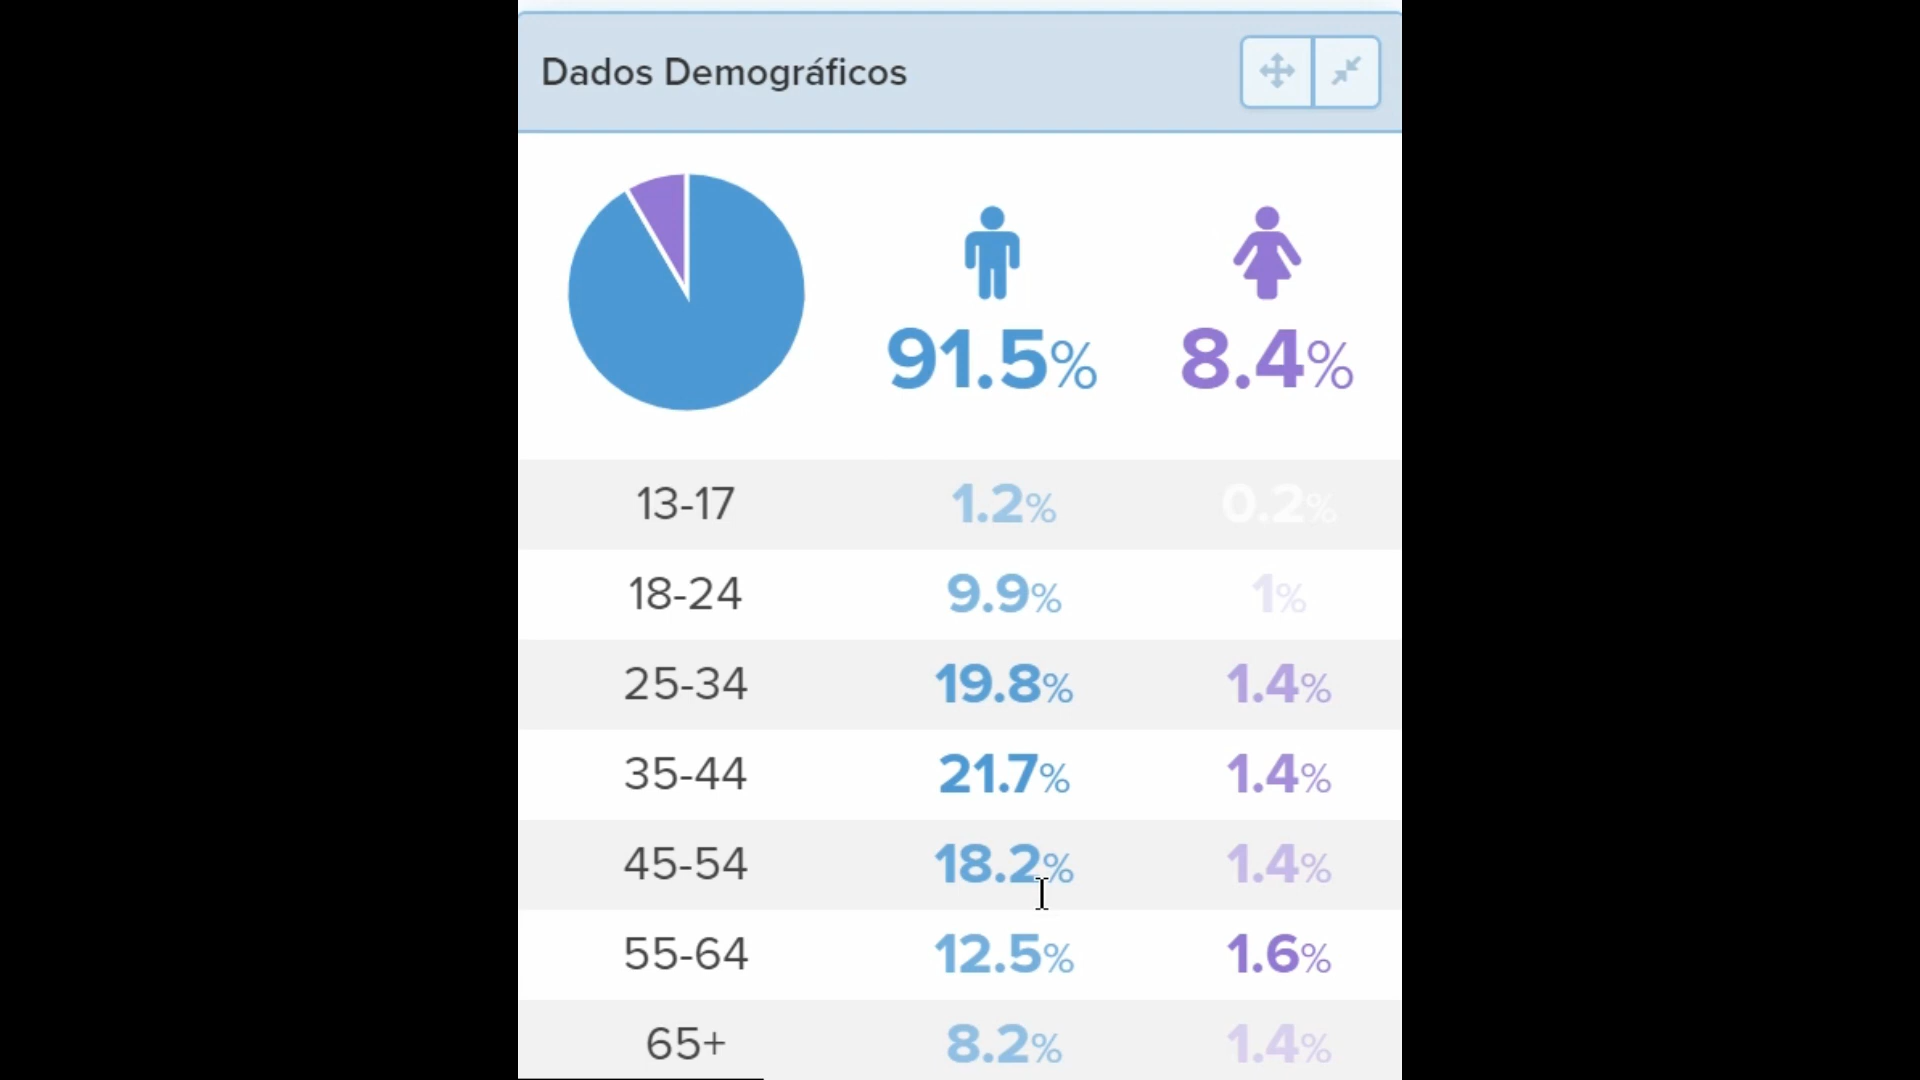 Dados Demográficos
91.5% 8.4%
13-17 1.2% 0.2%
18-24 9.9% 1%
25-34 19.8% 1.4%
35-44 21.7% 1.4%
45-54 18.2% 1.4%
55-64 12.5% 1.6%
65+ 8.2% 1.4%